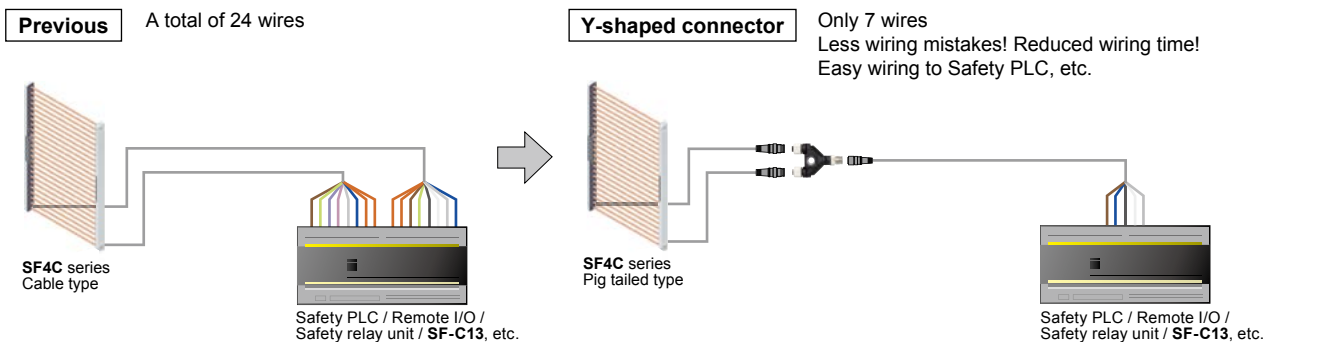 Previous
A total of 24 wires
SF4C series
Cable type
Safety PLC / Remote I/O /
Safety relay unit / SF-C13, etc.
Y-shaped connector
Only 7 wires
Less wiring mistakes! Reduced wiring time!
Easy wiring to Safety PLC, etc.
SF4C series
Pig tailed type
Safety PLC / Remote I/O /
Safety relay unit / SF-C13, etc.